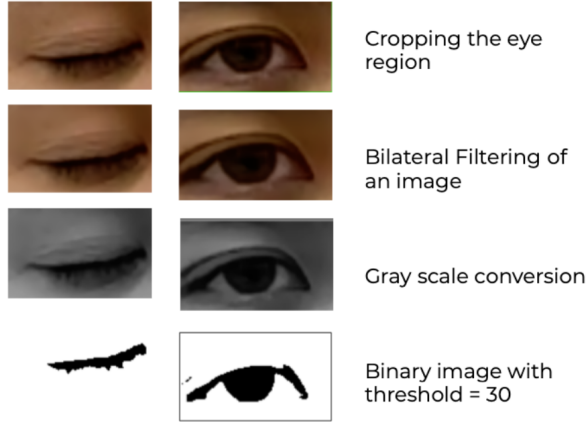 Cropping the eye
region
Bilateral Filtering of
an image
Gray scale conversion
Binary image with
threshold = 30